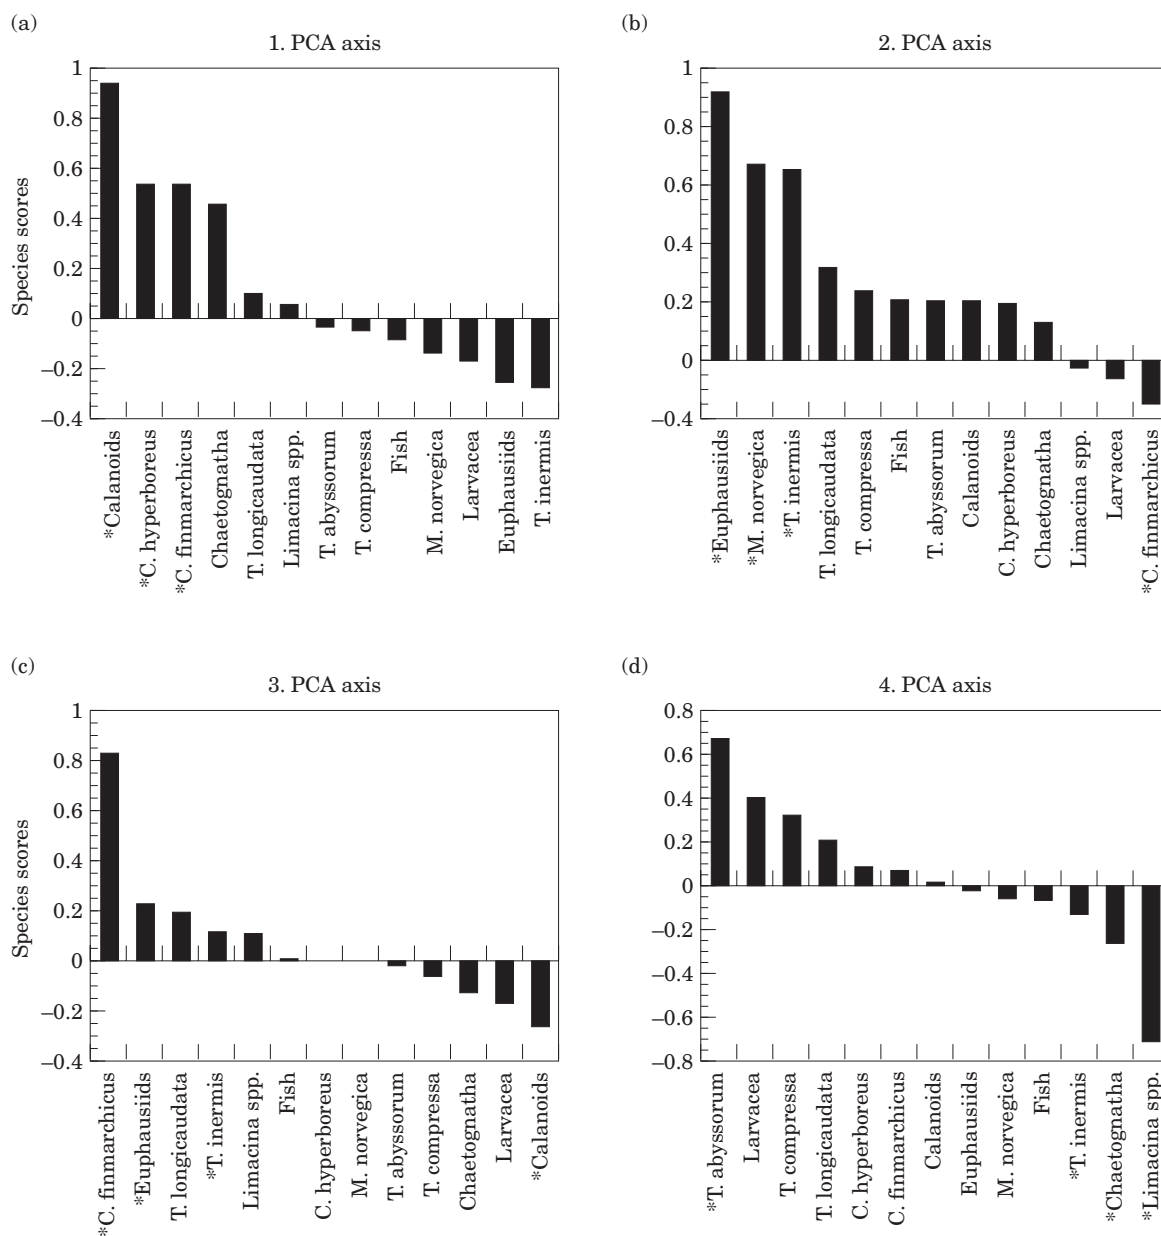 (a)
1. PCA axis
Species scores
1
0.8
0.6
0.4
0.2
0
–0.2
–0.4
*Calanoids
*C. hyperboreus
*C. finmarchicus
Chaetognatha
T. longicaudata
Limacina spp.
T. abyssorum
T. compressa
Fish
M. norvegica
Larvacea
Euphausiids
T. inermis
(b)
2. PCA axis
1
0.8
0.6
0.4
0.2
0
–0.4
*Euphausiids
*M. norvegica
*T. inermis
T. longicaudata
T. compressa
Fish
T. abyssorum
Calanoids
C. hyperboreus
Chaetognatha
Limacina spp.
Larvacea
*C. finmarchicus
(c)
3. PCA axis
Species scores
1
0.8
0.6
0.4
0.2
0
–0.2
–0.4
*C. finmarchicus
*Euphausiids
T. longicaudata
*T. inermis
Limacina spp.
Fish
C. hyperboreus
M. norvegica
T. abyssorum
T. compressa
Chaetognatha
Larvacea
*Calanoids
(d)
4. PCA axis
0.8
0.6
0.4
0.2
0
–0.2
–0.4
–0.6
–0.8
*T. abyssorum
Larvacea
T. compressa
T. longicaudata
C. hyperboreus
C. finmarchicus
Calanoids
Euphausiids
M. norvegica
Fish
*T. inermis
*Chaetognatha
*Limacina spp.